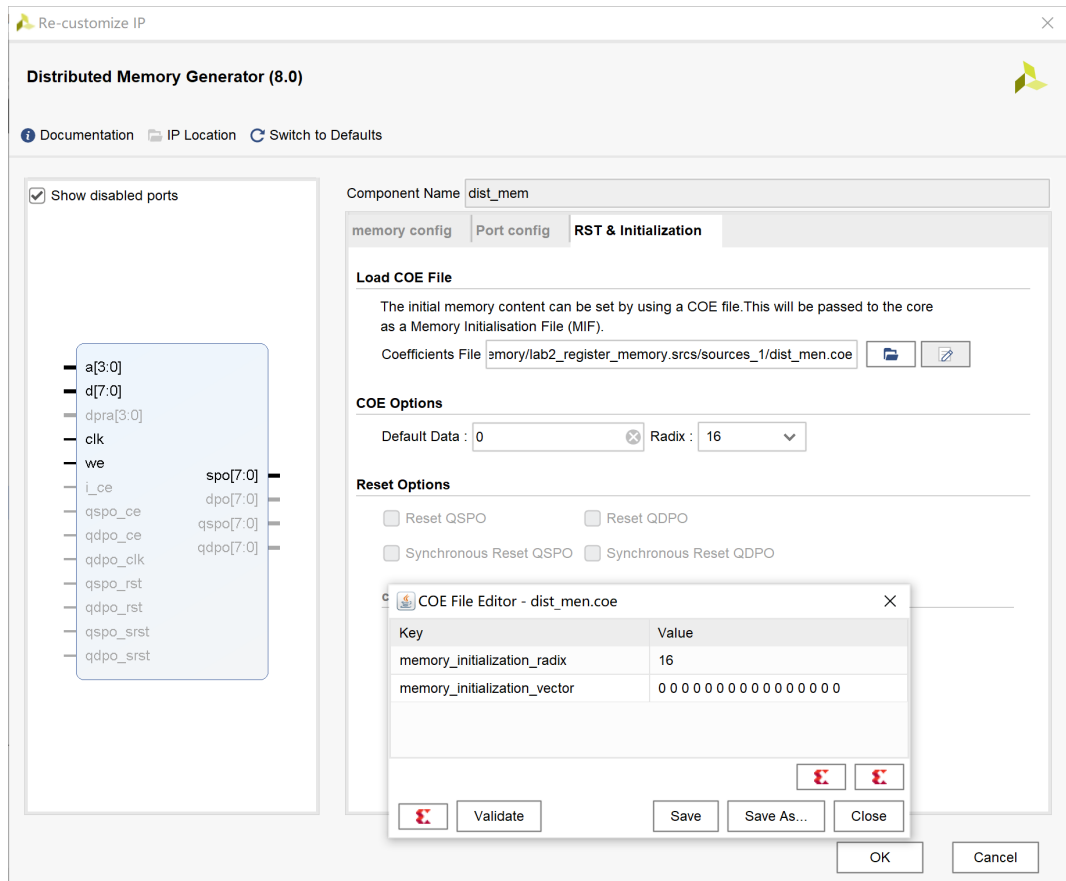 Re-customize IP
Distributed Memory Generator (8.0)
Documentation IP Location Switch to Defaults
Show disabled ports
a[3:0]
d[7:0]
dpra[3:0]
clk
we
i_ce
qspo_ce
qdpo_ce
qdpo_clk
qspo_rst
qdpo_rst
qspo_srst
qdpo_srst
spo[7:0]
dpo[7:0]
qspo[7:0]
qdpo[7:0]
Component Name dist_mem
memory config Port config RST & Initialization
Load COE File
The initial memory content can be set by using a COE file.This will be passed to the core
as a Memory Initialisation File (MIF).
Coefficients File emory/lab2_register_memory.srcs/sources_1/dist_men.coe
COE Options
Default Data : 0 Radix : 16
Reset Options
Reset QSPO Reset QDPO
Synchronous Reset QSPO Synchronous Reset QDPO
COE File Editor - dist_men.coe
Key Value
memory_initialization_radix 16
memory_initialization_vector 0 0 0 0 0 0 0 0 0 0 0 0 0 0 0 0
Validate Save Save As... Close
OK Cancel